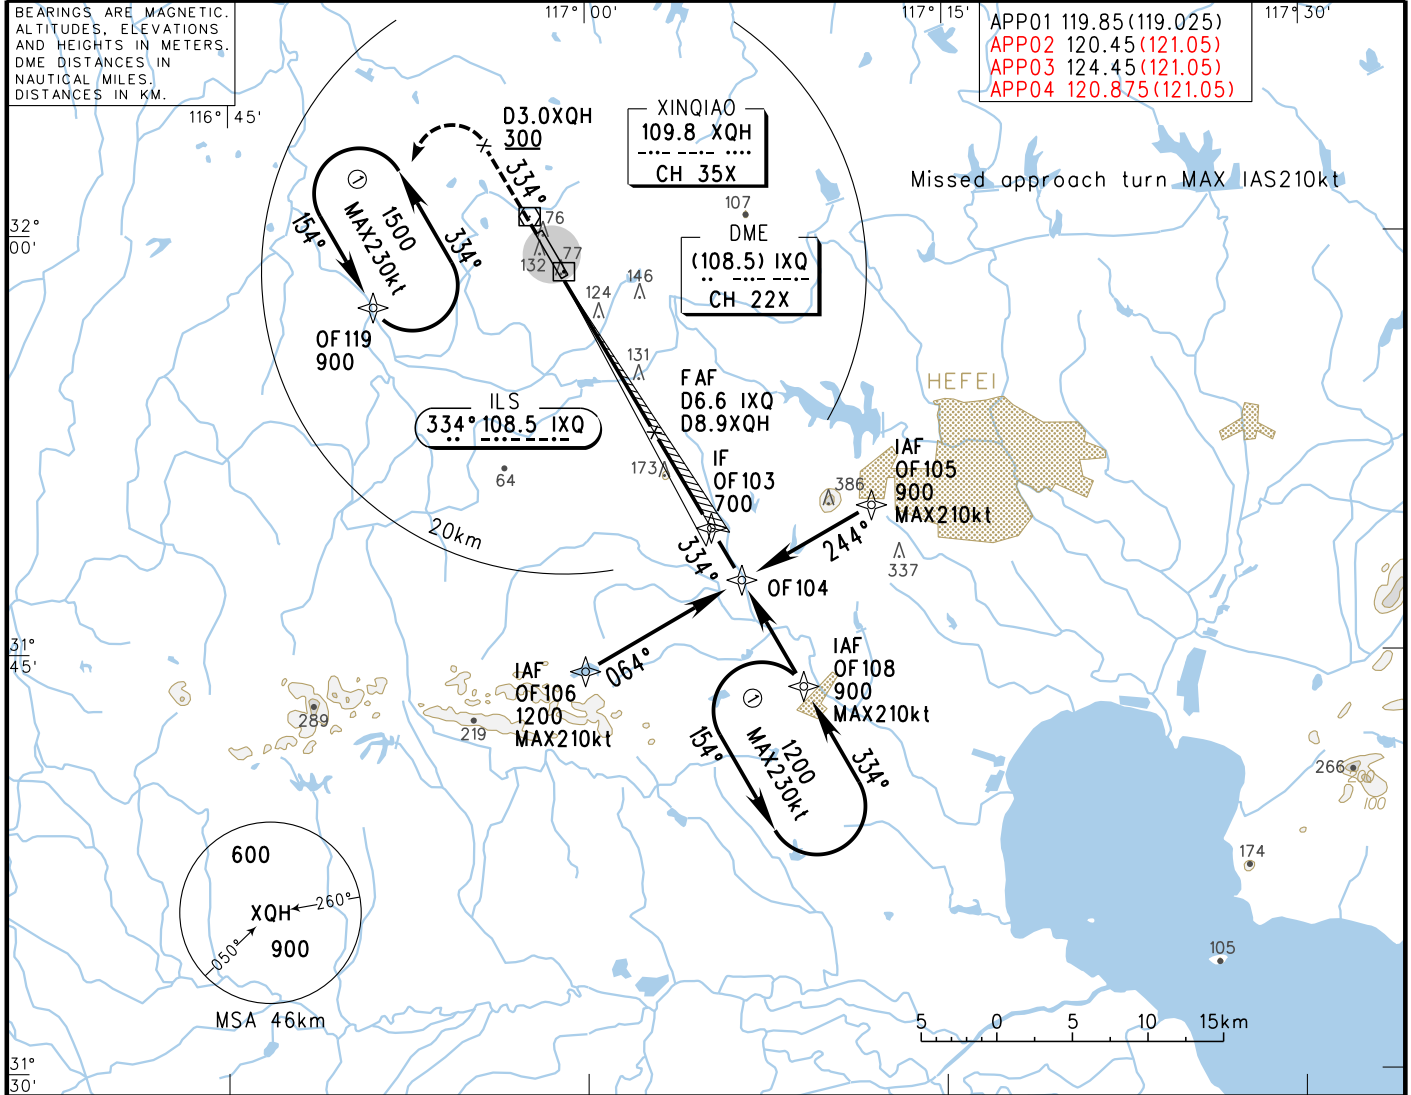 BEARINGS ARE MAGNETIC.
ALTITUDES, ELEVATIONS
AND HEIGHTS IN METERS.
DME DISTANCES IN
NAUTICAL MILES.
DISTANCES IN KM.
116° 45'
117° 00'
117° 15'
117° 30'
APP01 119.85(119.025)
APP02 120.45(121.05)
APP03 124.45(121.05)
APP04 120.875(121.05)
Missed approach turn MAX IAS210kt
D3.0XQH
300
334°
XINQIAO
109.8 XQH
CH 35X
107
DME
(108.5) IXQ
CH 22X
32°
00'
1
1500
MAX230kt
154°
334°
OF119
900
76
132
77
146
124
131
ILS
334° 108.5 IXQ
64
FAF
D6.6 IXQ
D8.9XQH
173
IF
OF103
700
334°
HEFEI
386
IAF
OF105
900
MAX210kt
244°
337
20km
OF104
31°
45'
IAF
OF106
1200
MAX210kt
064°
IAF
OF108
900
MAX210kt
1
1200
MAX230kt
154°
334°
289
219
266
100
174
105
600
XQH
260°
050°
900
MSA 46km
5 0 5 10 15km
31°
30'